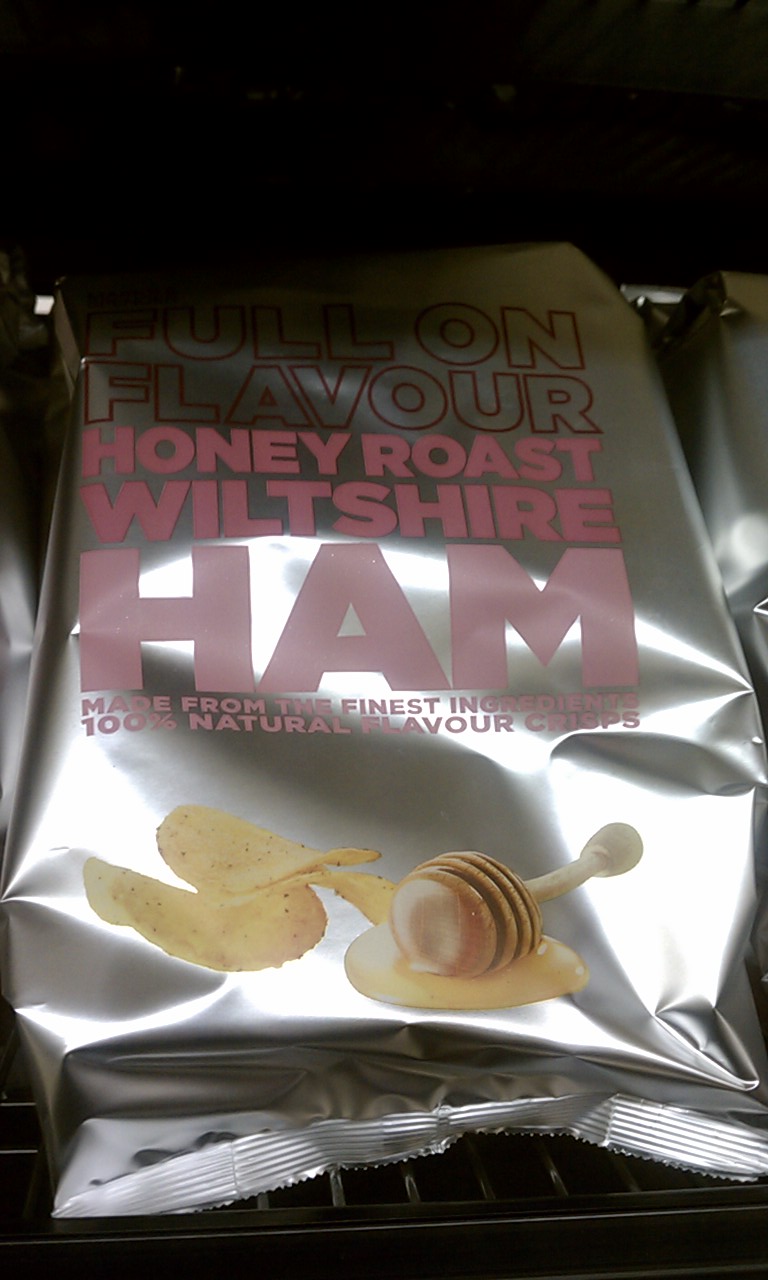 FULL ON
FLAVOUR
HONEY ROAST
WILTSHIRE
HAM
MADE FROM THE FINEST INGREDIENTS
100% NATURAL FLAVOUR CRISPS